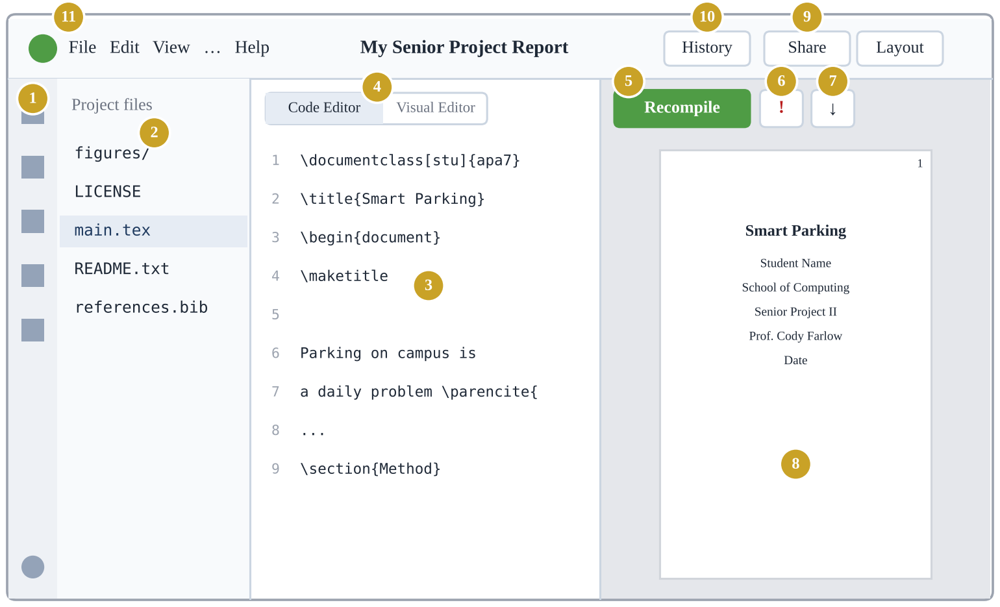 11
10
9
File Edit View … Help
My Senior Project Report
History
Share
Layout
1
Project files
2
figures/
LICENSE
main.tex
README.txt
references.bib
4
Code Editor
Visual Editor
1 \documentclass[stu]{apa7}
2 \title{Smart Parking}
3 \begin{document}
4 \maketitle
3
5
6 Parking on campus is
7 a daily problem \parencite{
8 ...
9 \section{Method}
5
6
7
Recompile
!
↓
1
Smart Parking
Student Name
School of Computing
Senior Project II
Prof. Cody Farlow
Date
8